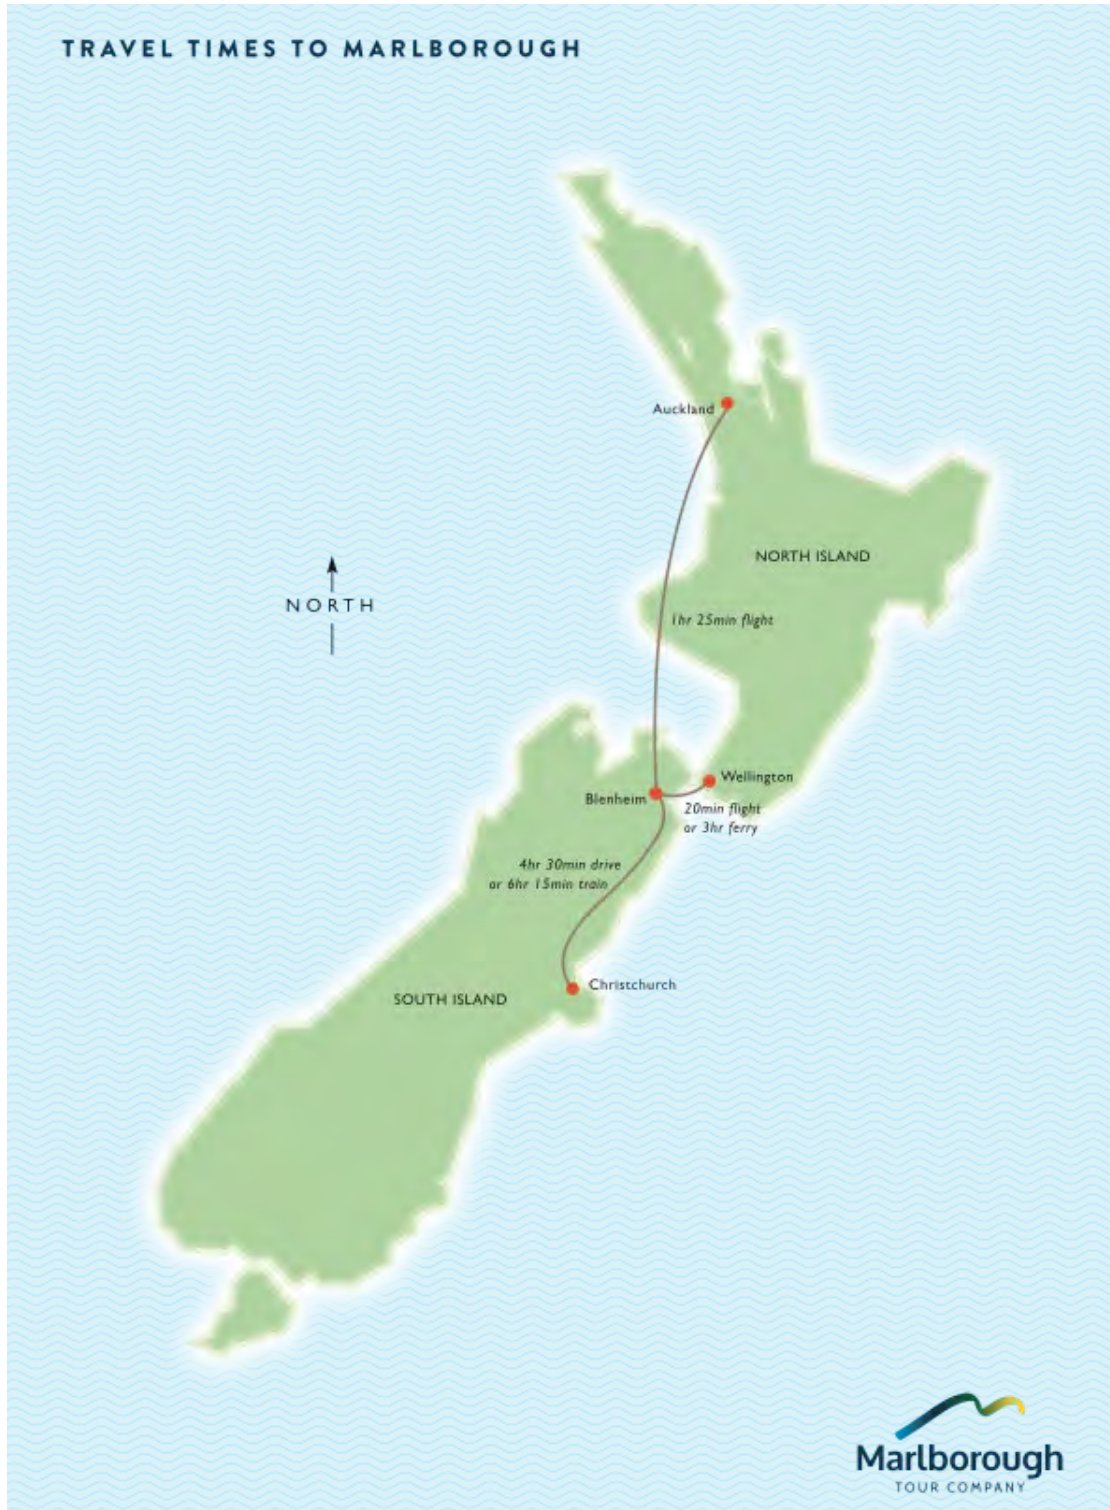 TRAVEL TIMES TO MARLBOROUGH
Auckland
NORTH ISLAND
NORTH
1hr 25min flight
Wellington
Blenheim
20min flight
or 3hr ferry
4hr 30min drive
or 6hr 15min train
Christchurch
SOUTH ISLAND
Marlborough
TOUR COMPANY